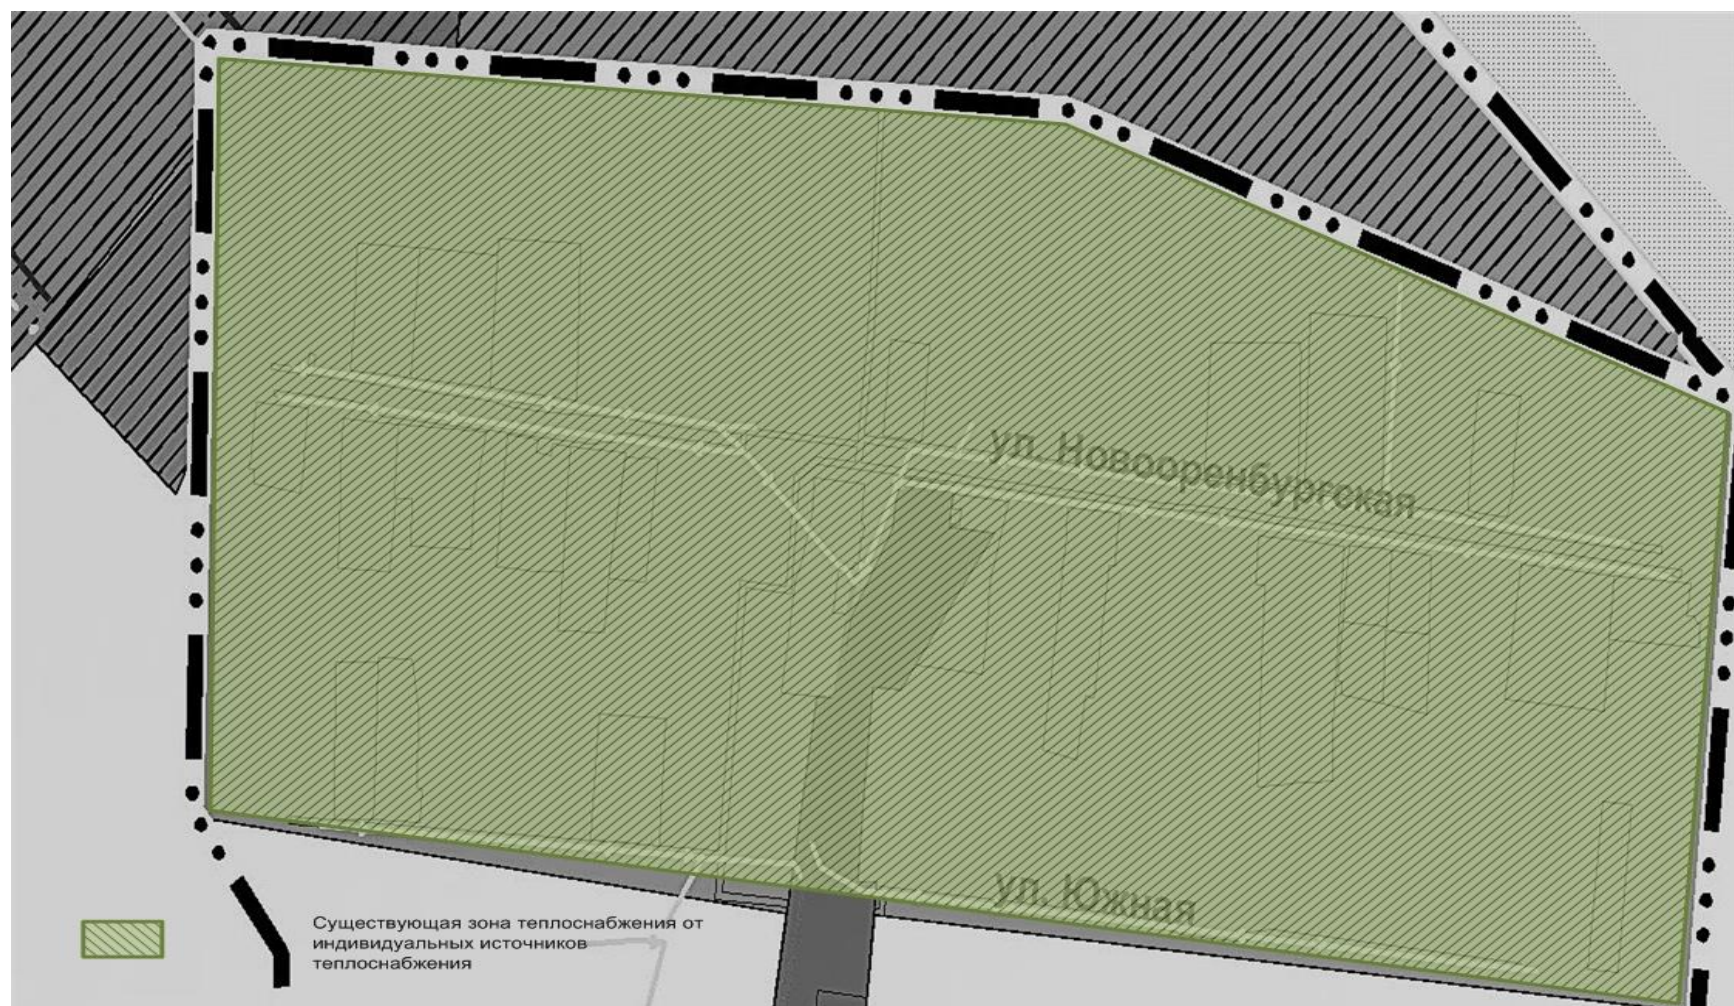 ул. Новооренбургская
ул. Южная
Существующая зона теплоснабжения от
индивидуальных источников
теплоснабжения